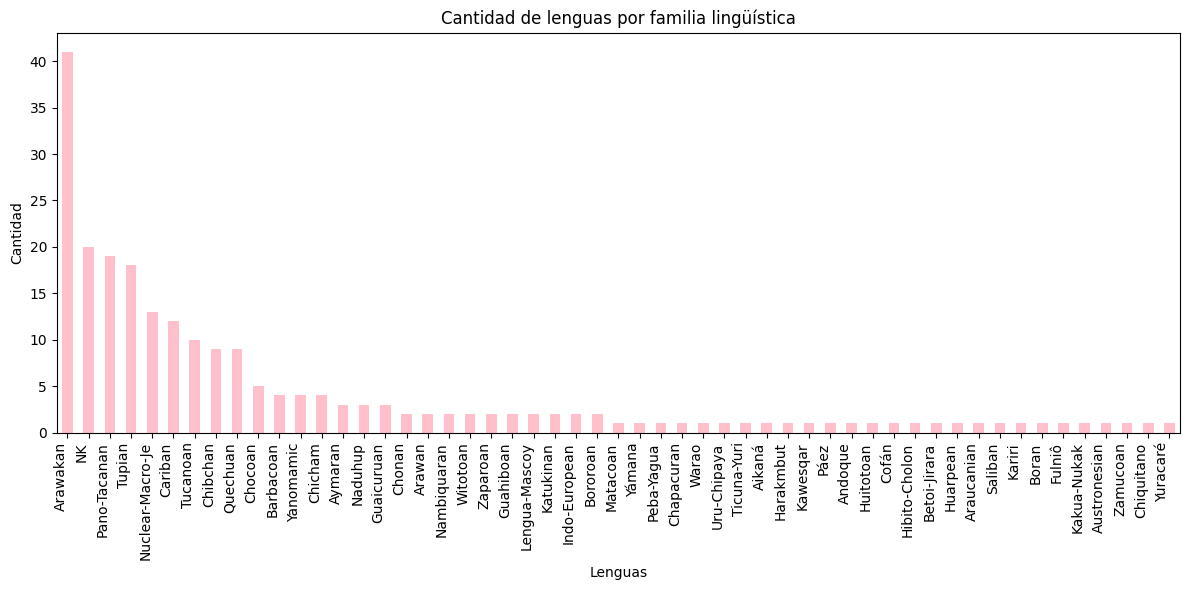 Cantidad de lenguas por familia lingüística
Cantidad
40
35
30
25
20
15
10
5
0
Arawakan
NK
Pano-Tacanan
Tupian
Nuclear-Macro-Je
Cariban
Tucanoan
Chibchan
Quechuan
Chocoan
Barbacoan
Yanomamic
Chicham
Aymaran
Naduhup
Guaicuruan
Chonan
Arawan
Nambiquaran
Witotoan
Zaparoan
Guahiboan
Lengua-Mascoy
Katukinan
Indo-European
Bororoan
Matacoan
Yámana
Peba-Yagua
Chapacuran
Warao
Uru-Chipaya
Ticuna-Yuri
Aikaná
Harakmbut
Kawesqar
Páez
Andoque
Huitotoan
Cofán
Hibito-Cholon
Betoi-Jirara
Huarpean
Araucanian
Saliban
Kariri
Boran
Fulniô
Kakua-Nukak
Austronesian
Zamucoan
Chiquitano
Yuracaré
Lenguas